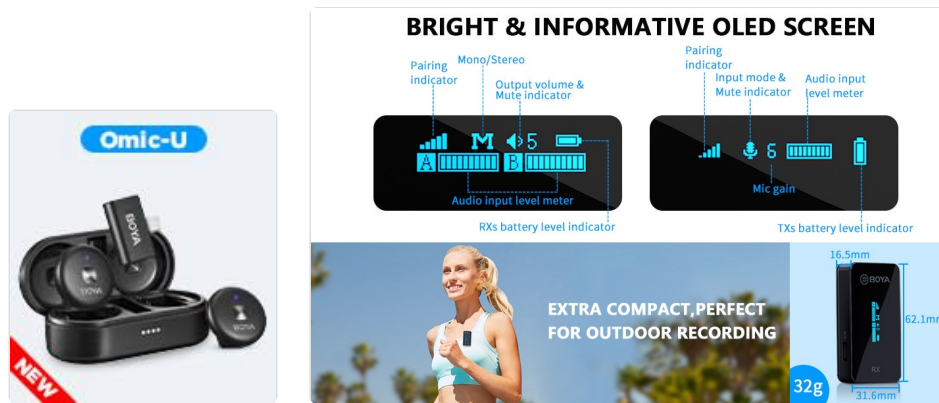 Omic-U
BOYA
BOYA
BOYA
NEW
BRIGHT & INFORMATIVE OLED SCREEN
Pairing
indicator
Mono/Stereo
Output volume &
Mute indicator
M
5
A
B
Audio input level meter
RXs battery level indicator
Pairing
indicator
Input mode &
Mute indicator
Audio input
level meter
6
Mic gain
TXs battery level indicator
EXTRA COMPACT,PERFECT
FOR OUTDOOR RECORDING
16.5mm
BOYA
62.1mm
RX
32g
31.6mm